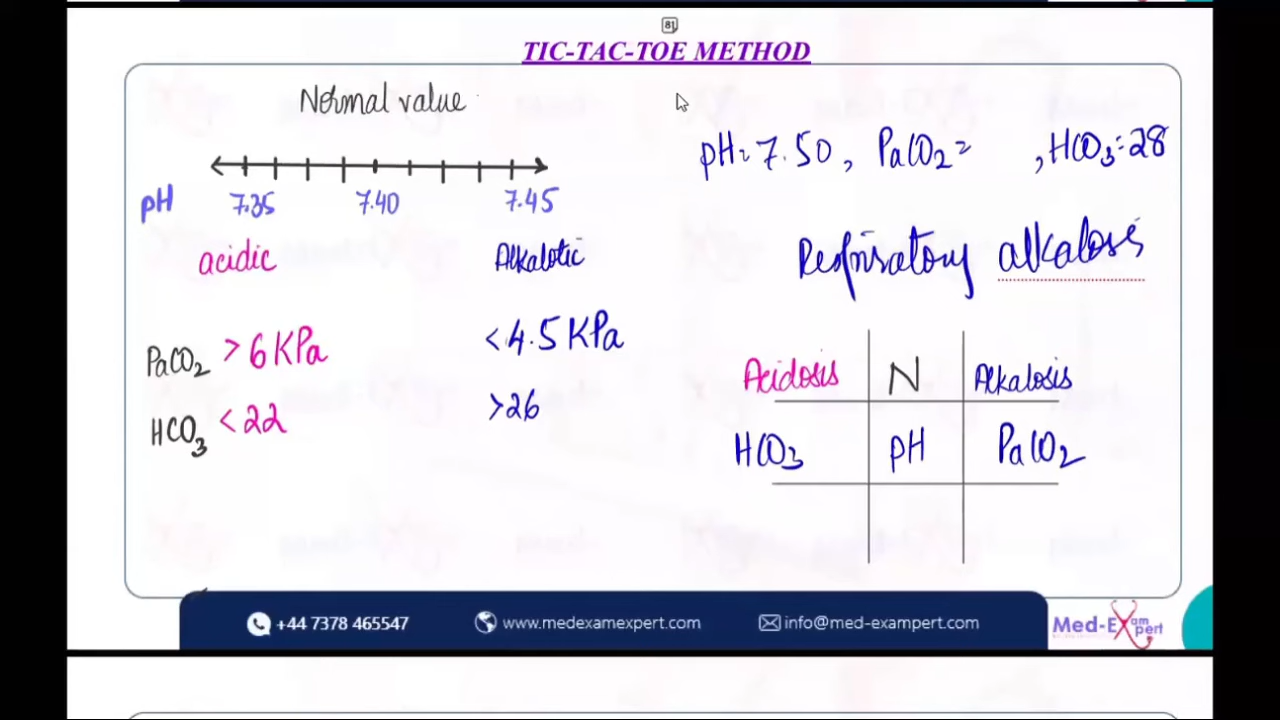 81
TIC-TAC-TOE METHOD
Normal value
pH 7.35 7.40 7.45
acidic Alkalotic
PaCO2 > 6 KPa < 4.5 KPa
HCO3 < 22 > 26
pH = 7.50, PaCO2 = , HCO3 = 28
Respiratory alkalosis
Acidosis N Alkalosis
HCO3 pH PaCO2
+44 7378 465547 www.medexamexpert.com info@med-exampert.com
Med-Exam pert